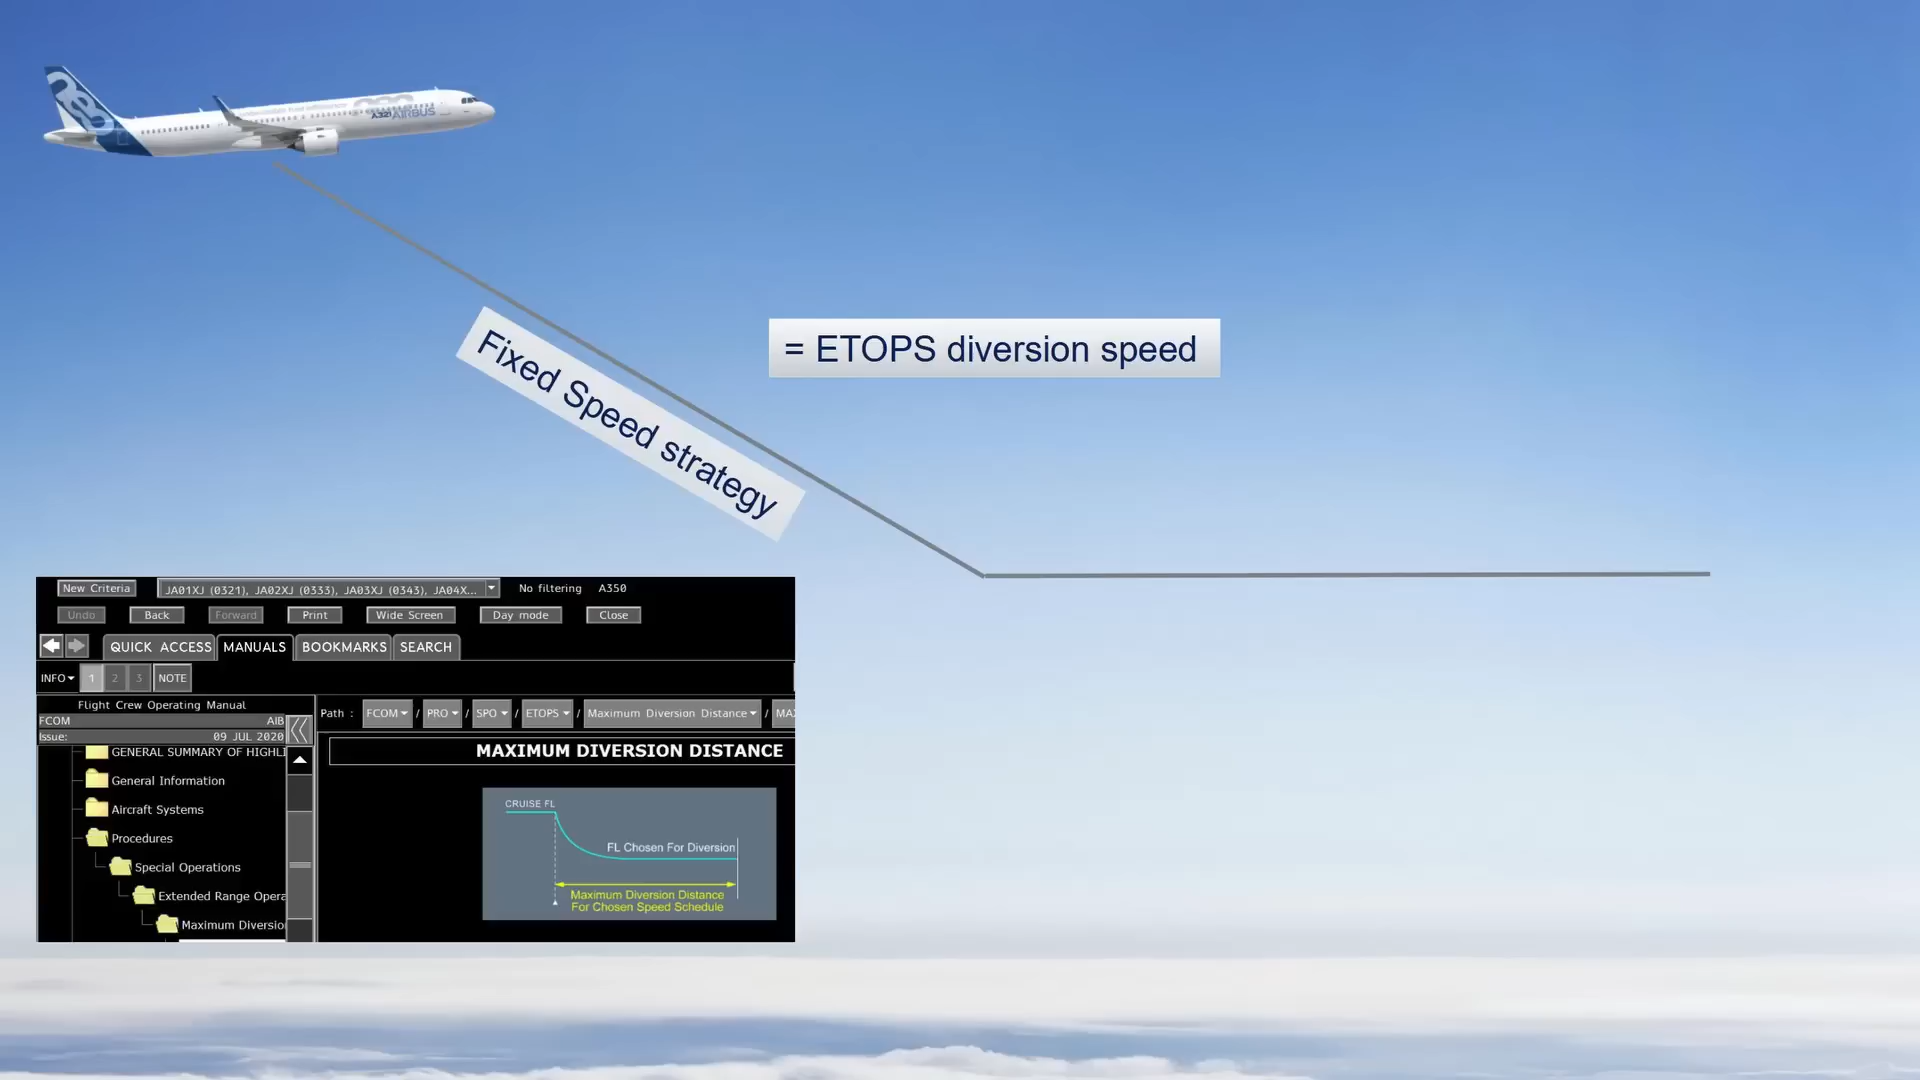 A321 AIRBUS
= ETOPS diversion speed
Fixed Speed strategy
New Criteria
JA01XJ (0321), JA02XJ (0333), JA03XJ (0343), JA04X...
No filtering
A350
Undo
Back
Forward
Print
Wide Screen
Day mode
Close
QUICK ACCESS
MANUALS
BOOKMARKS
SEARCH
INFO
1
2
3
NOTE
Flight Crew Operating Manual
FCOM AIB
Issue: 09 JUL 2020
GENERAL SUMMARY OF HIGHLI
General Information
Aircraft Systems
Procedures
Special Operations
Extended Range Opera
Maximum Diversio
Path : FCOM / PRO / SPO / ETOPS / Maximum Diversion Distance / MA
MAXIMUM DIVERSION DISTANCE
CRUISE FL
FL Chosen For Diversion
Maximum Diversion Distance
For Chosen Speed Schedule